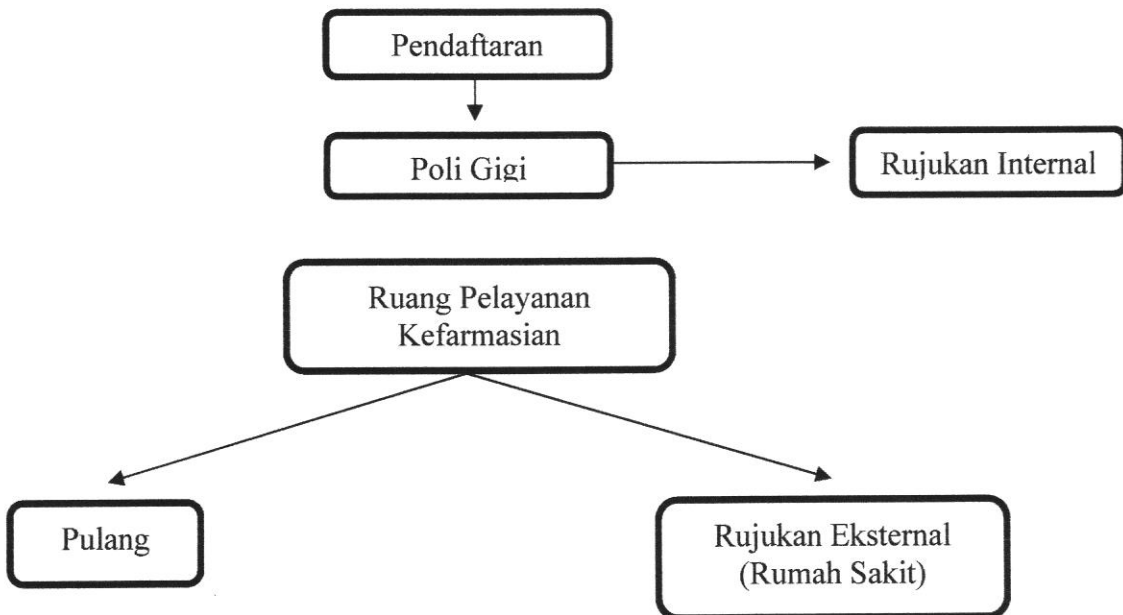 Pendaftaran
Poli Gigi
Rujukan Internal
Ruang Pelayanan
Kefarmasian
Pulang
Rujukan Eksternal
(Rumah Sakit)